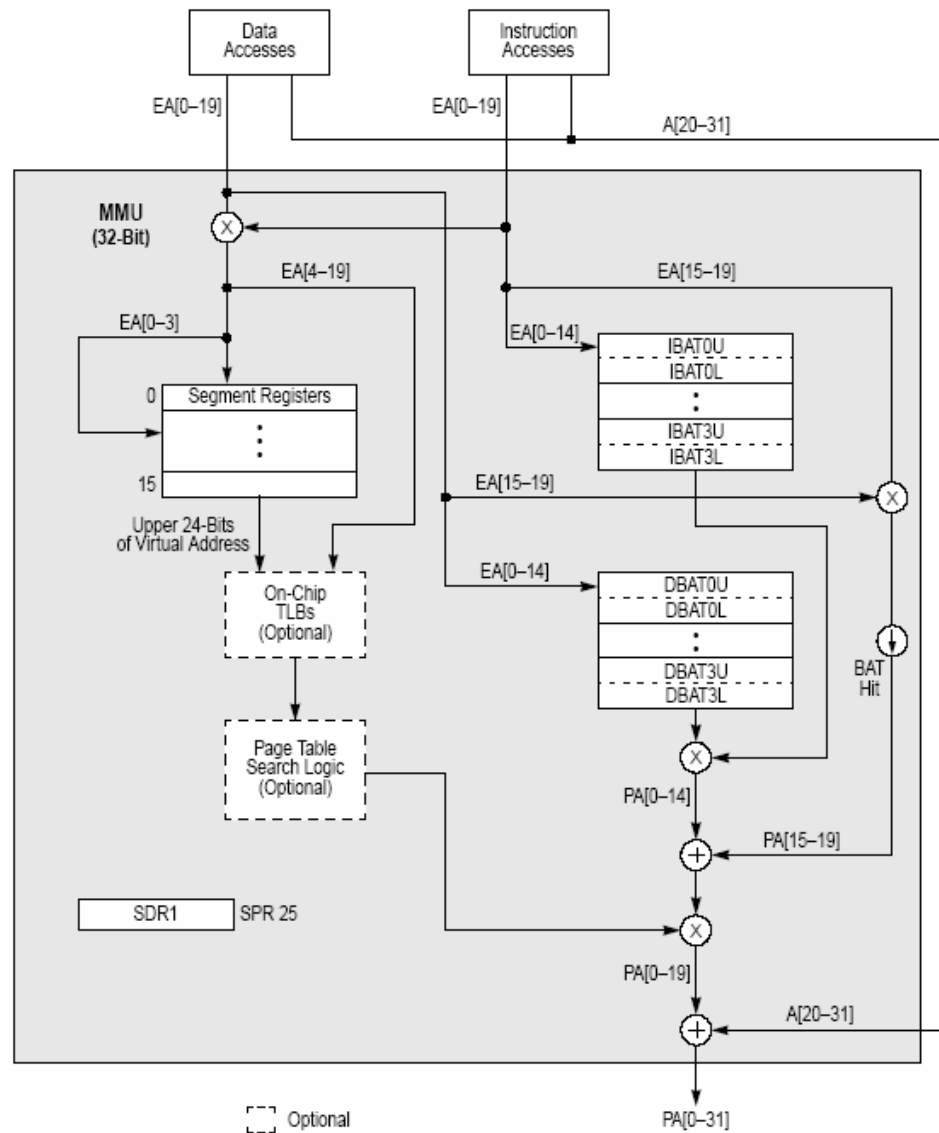 Data
Accesses
Instruction
Accesses
EA[0–19]
EA[0–19]
A[20–31]
MMU
(32-Bit)
X
EA[4–19]
EA[15–19]
EA[0–3]
EA[0–14]
IBAT0U
IBAT0L
IBAT3U
IBAT3L
0
Segment Registers
15
EA[15–19]
X
Upper 24-Bits
of Virtual Address
EA[0–14]
On-Chip
TLBs
(Optional)
DBAT0U
DBAT0L
DBAT3U
DBAT3L
BAT
Hit
Page Table
Search Logic
(Optional)
X
PA[0–14]
+
PA[15–19]
SDR1
SPR 25
X
PA[0–19]
+
A[20–31]
Optional
PA[0–31]